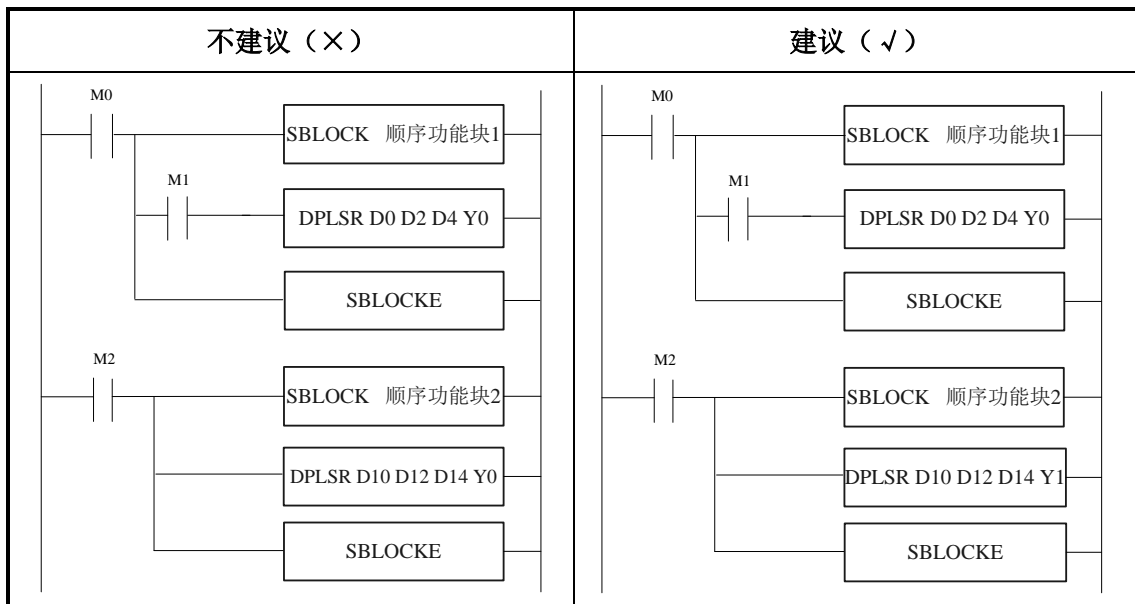 不建议（×）
建议（√）
M0
SBLOCK 顺序功能块1
M1
DPLSR D0 D2 D4 Y0
SBLOCKE
M2
SBLOCK 顺序功能块2
DPLSR D10 D12 D14 Y0
SBLOCKE
M0
SBLOCK 顺序功能块1
M1
DPLSR D0 D2 D4 Y0
SBLOCKE
M2
SBLOCK 顺序功能块2
DPLSR D10 D12 D14 Y1
SBLOCKE